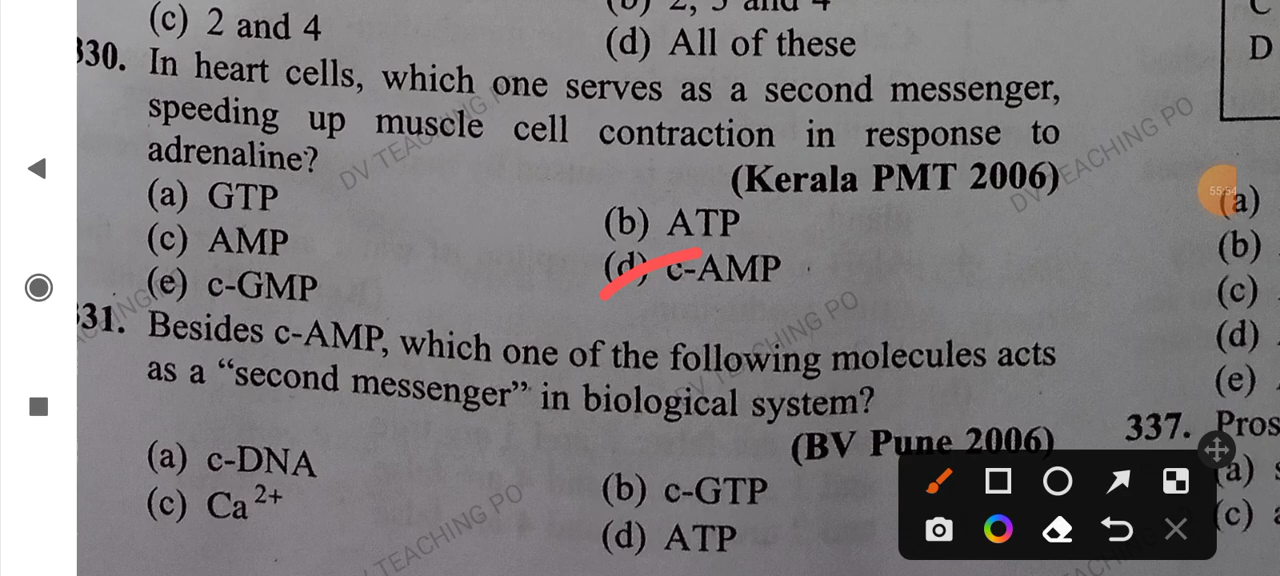 (c) 2 and 4
(d) All of these
330. In heart cells, which one serves as a second messenger,
speeding up muscle cell contraction in response to
adrenaline?
(Kerala PMT 2006)
(a) GTP
(b) ATP
(c) AMP
(d) c-AMP
(e) c-GMP
331. Besides c-AMP, which one of the following molecules acts
as a “second messenger” in biological system?
(BV Pune 2006)
(a) c-DNA
(b) c-GTP
(c) Ca2+
(d) ATP
D
55:54
(a)
(b)
(c)
(d)
(e)
337. Pros
(a)
(c)
DV TEACHING PO